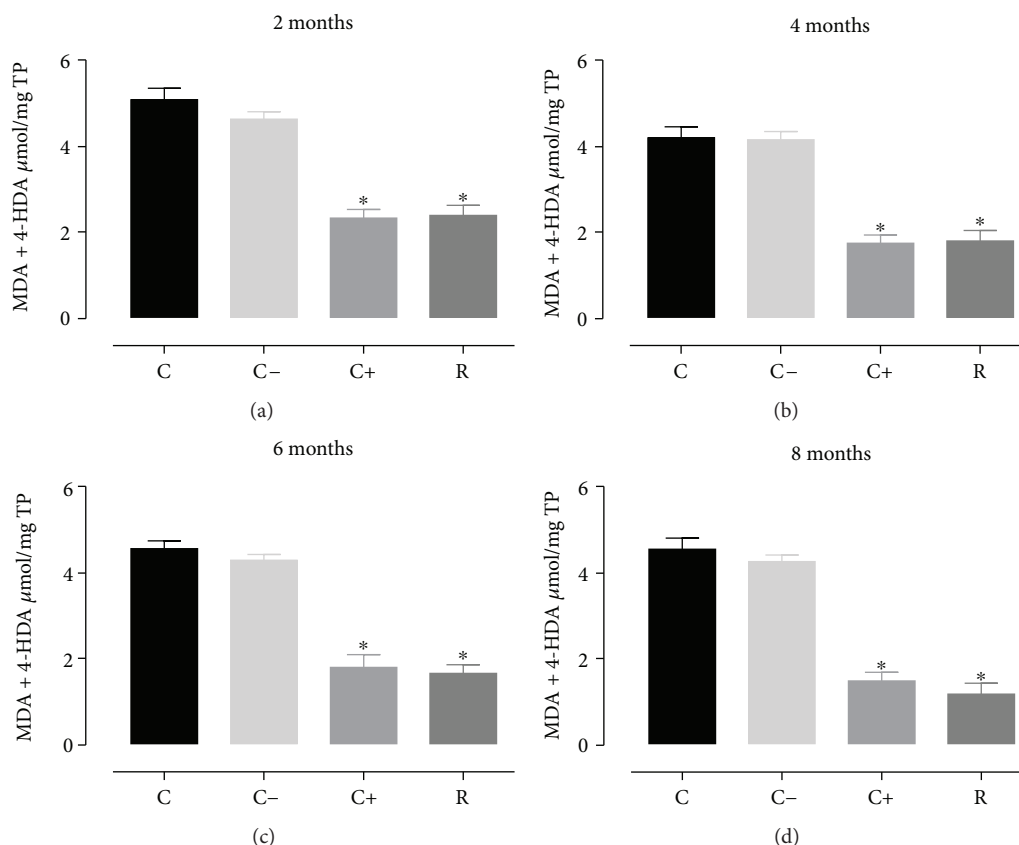 2 months
MDA + 4-HDA μmol/mg TP
6
4
2
0
*
*
C
C−
C+
R
(a)
4 months
MDA + 4-HDA μmol/mg TP
6
4
2
0
*
*
C
C−
C+
R
(b)
6 months
MDA + 4-HDA μmol/mg TP
6
4
2
0
*
*
C
C−
C+
R
(c)
8 months
MDA + 4-HDA μmol/mg TP
6
4
2
0
*
*
C
C−
C+
R
(d)